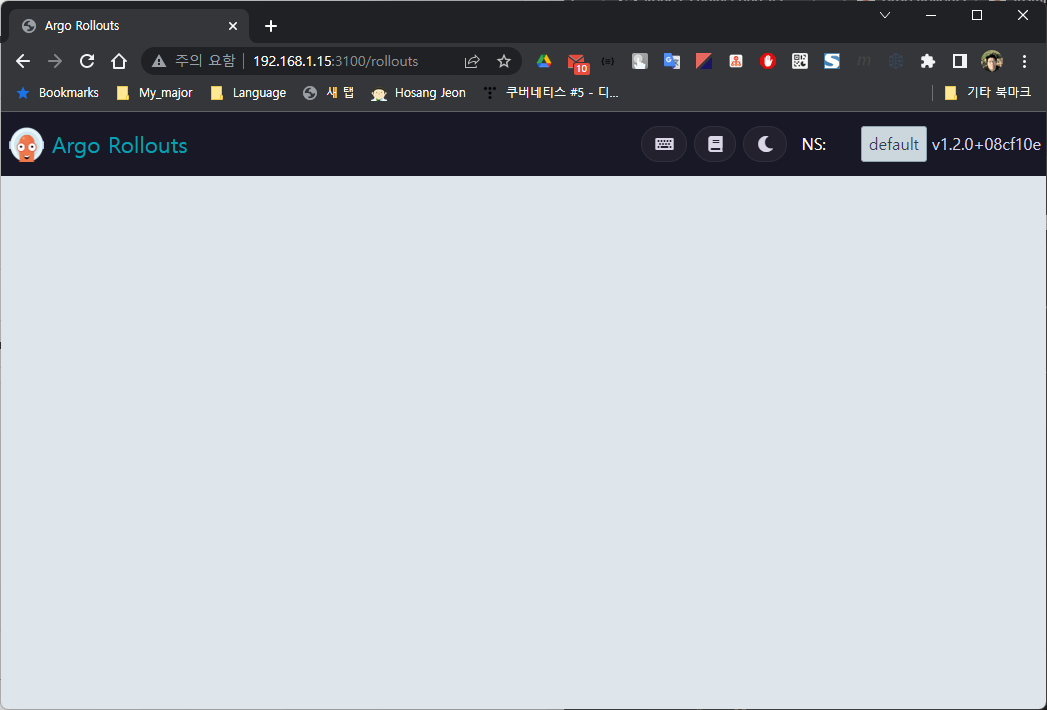 Argo Rollouts
주의 요함 192.168.1.15:3100/rollouts
10
Bookmarks My_major Language 새 탭 Hosang Jeon 쿠버네티스 #5 - 디... 기타 북마크
Argo Rollouts NS: default v1.2.0+08cf10e